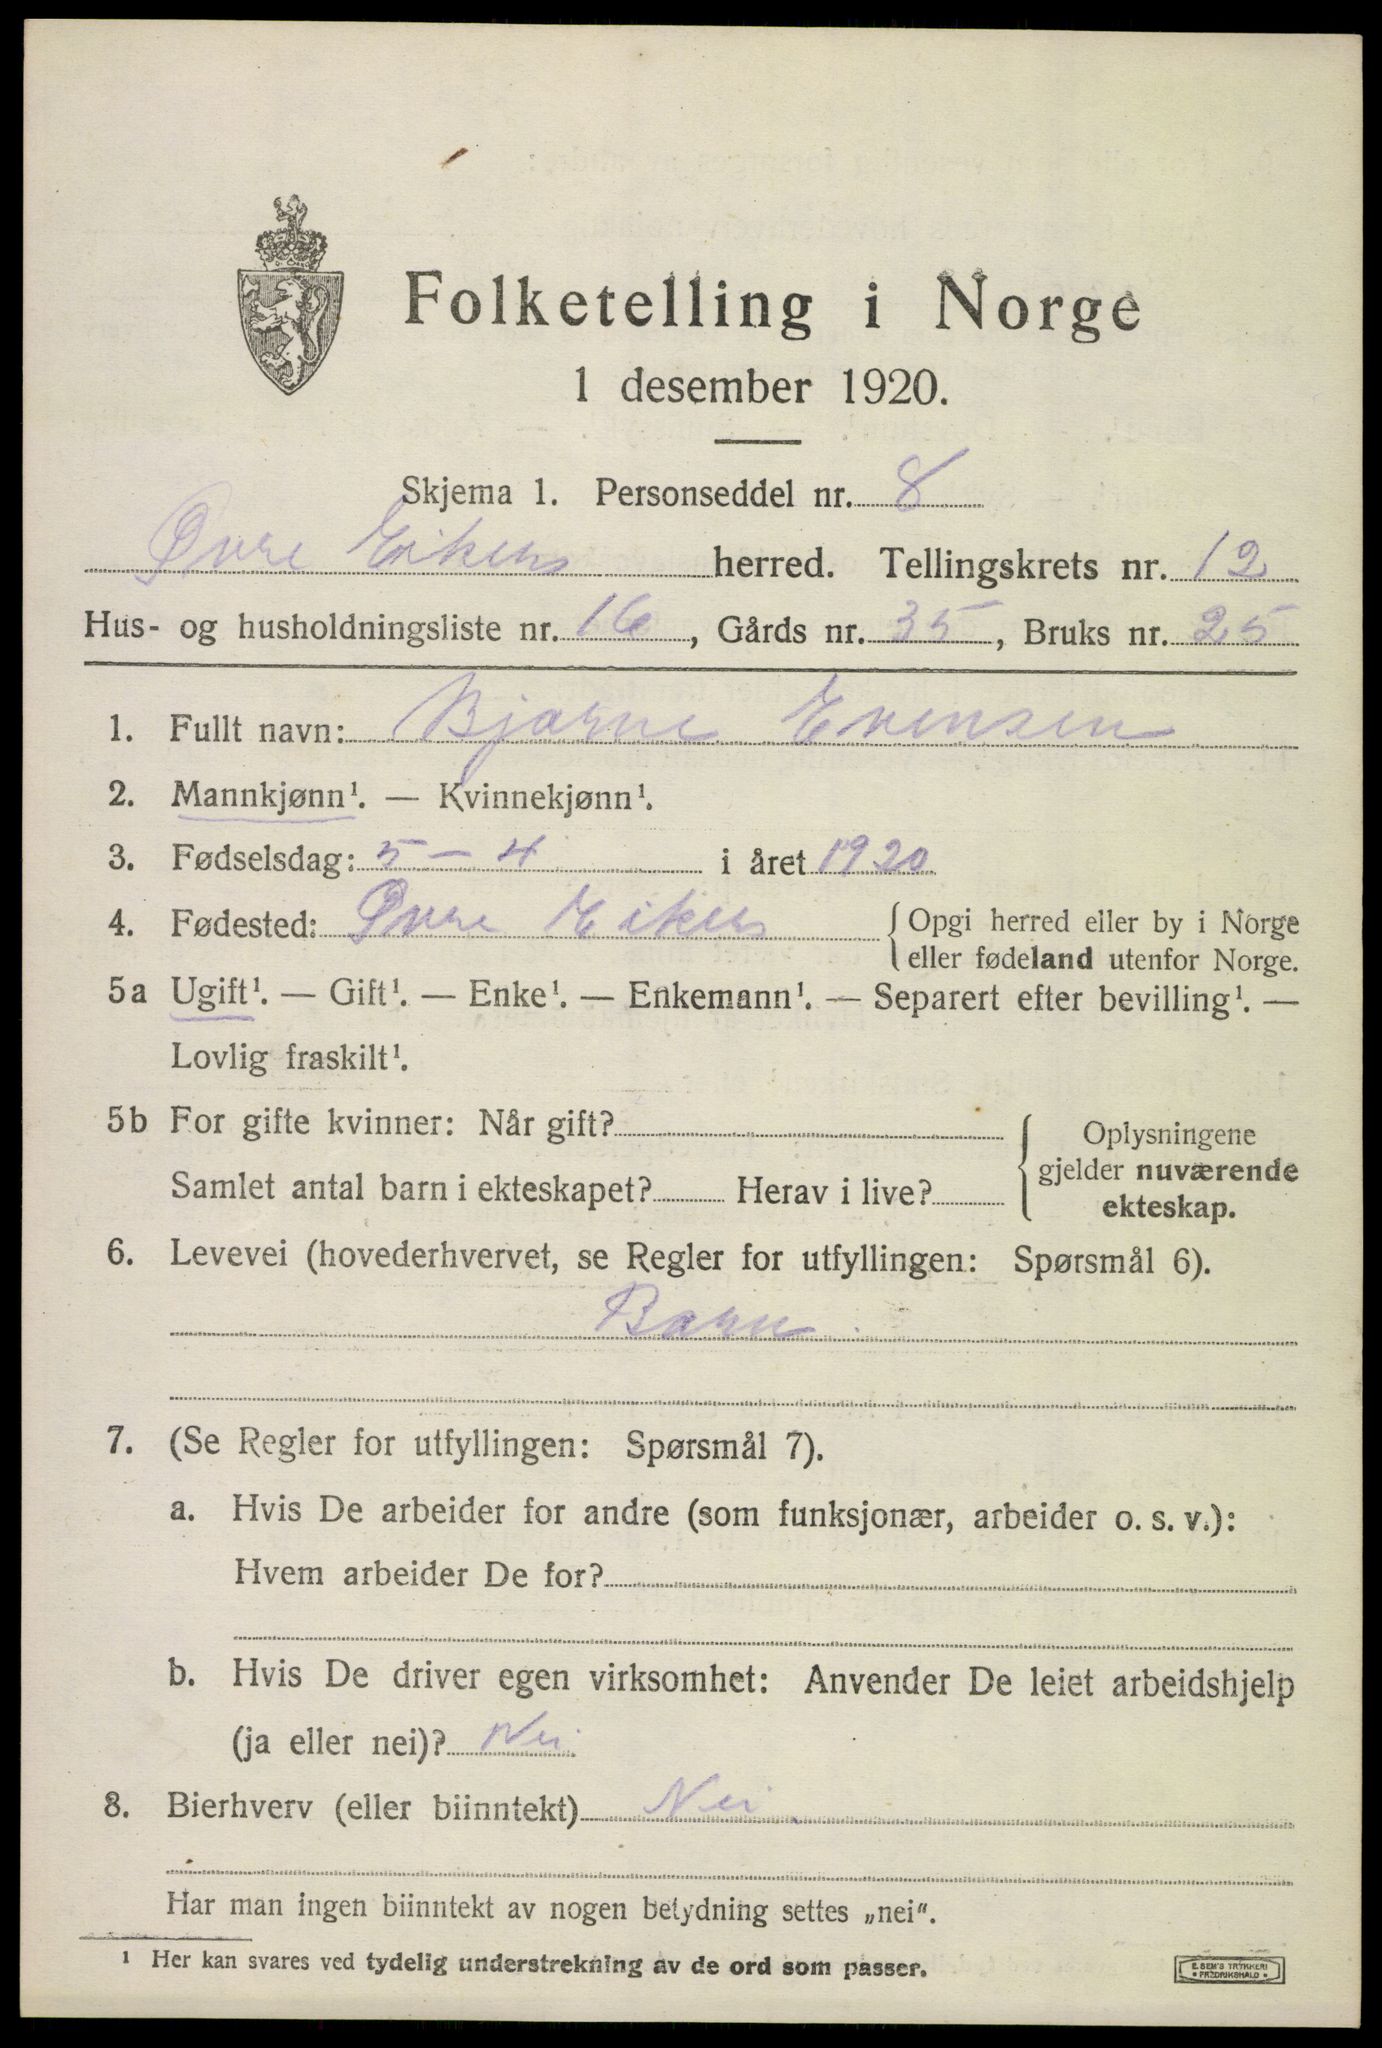 Folketelling i Norge
1 desember 1920.
Skjema 1. Personseddel nr. 8
Øvre Eikers herred. Tellingskrets nr. 12
Hus- og husholdningsliste nr. 16, Gårds nr. 35, Bruks nr. 25
1. Fullt navn: Bjarne Evensen
2. Mannkjønn¹. — Kvinnekjønn¹.
3. Fødselsdag: 5 – 4 i året 1920
4. Fødested: Øvre Eikers { Opgi herred eller by i Norge
eller fødeland utenfor Norge.
5a Ugift¹. — Gift¹. — Enke¹. — Enkemann¹. — Separert efter bevilling¹. —
Lovlig fraskilt¹.
5b For gifte kvinner: Når gift? { Oplysningene
gjelder nuværende
Samlet antal barn i ekteskapet? Herav i live?
ekteskap.
6. Levevei (hovederhvervet, se Regler for utfyllingen: Spørsmål 6).
Barn
7. (Se Regler for utfyllingen: Spørsmål 7).
a. Hvis De arbeider for andre (som funksjonær, arbeider o. s. v.):
Hvem arbeider De for?
b. Hvis De driver egen virksomhet: Anvender De leiet arbeidshjelp
(ja eller nei)? Nei
8. Bierhverv (eller biinntekt) Nei.
Har man ingen biinntekt av nogen betydning settes „nei“.
¹ Her kan svares ved tydelig understrekning av de ord som passer.
E. SEM'S TRYKKERI
• FREDRIKSHALD •